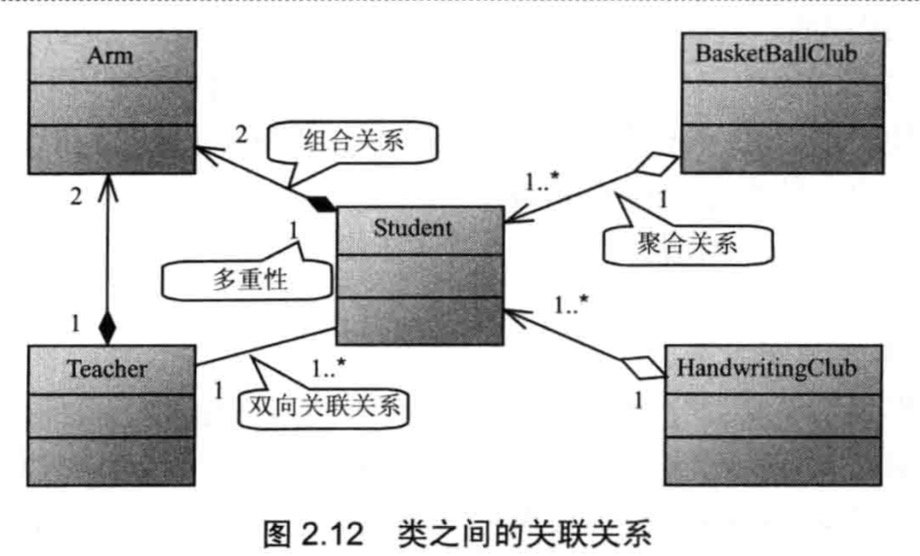 Arm
BasketBallClub
2
组合关系
1..*
2
1
Student
1
聚合关系
多重性
1..*
1
Teacher
1..*
HandwritingClub
1
双向关联关系
1
图 2.12 类之间的关联关系